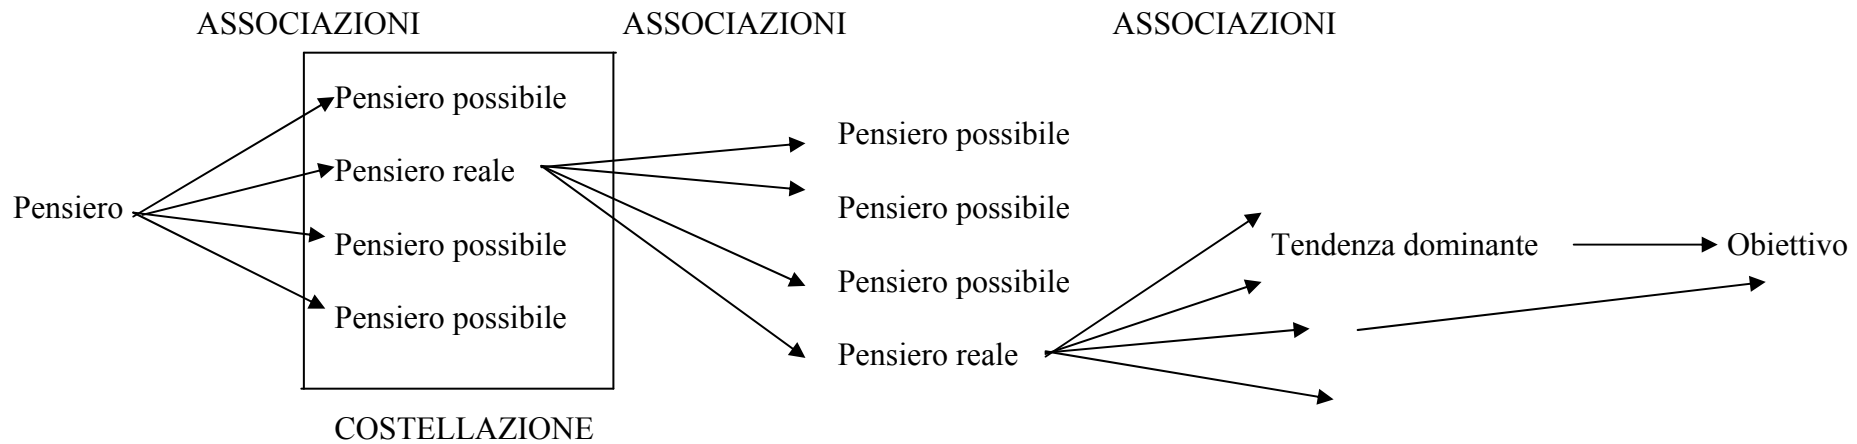 ASSOCIAZIONI ASSOCIAZIONI ASSOCIAZIONI
Pensiero possibile
Pensiero possibile
Pensiero reale
Pensiero
Pensiero possibile
Pensiero possibile
Tendenza dominante Obiettivo
Pensiero possibile
Pensiero possibile
Pensiero reale
COSTELLAZIONE